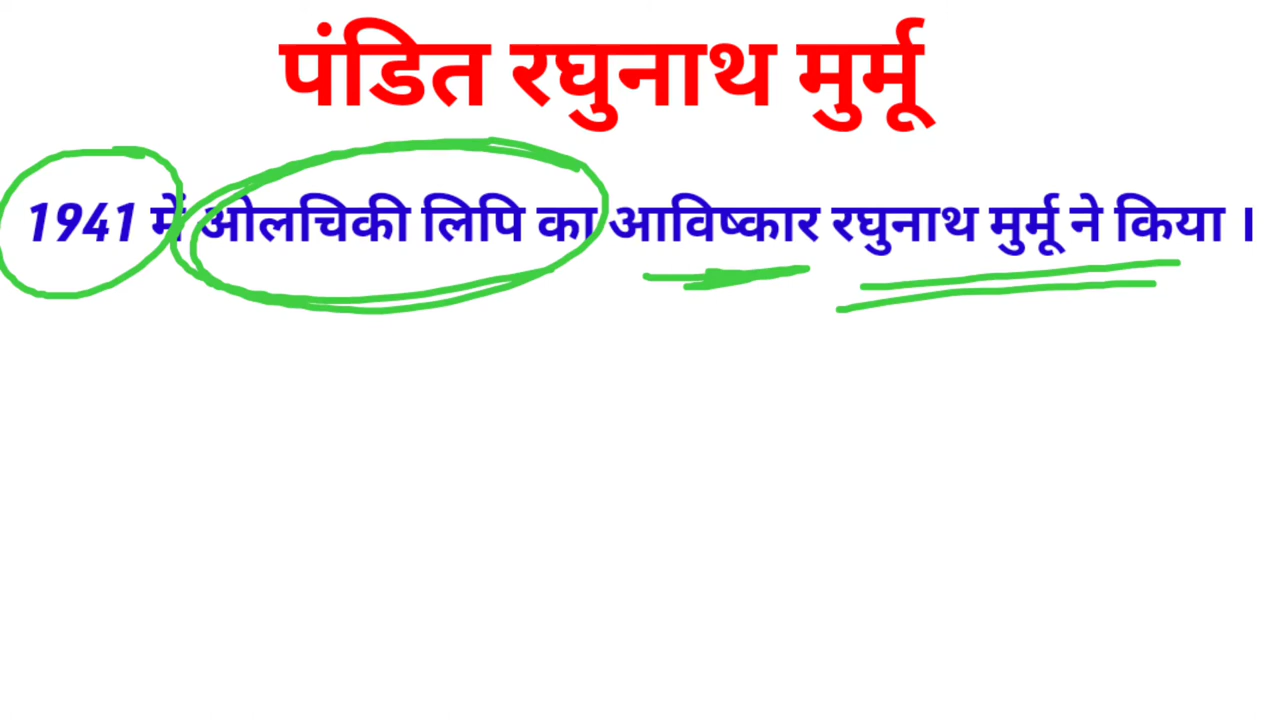 पंडित रघुनाथ मुर्मू
1941 में ओलचिकी लिपि का आविष्कार रघुनाथ मुर्मू ने किया ।